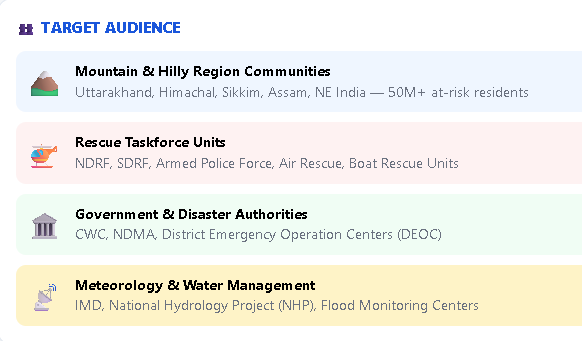 TARGET AUDIENCE
Mountain & Hilly Region Communities
Uttarakhand, Himachal, Sikkim, Assam, NE India — 50M+ at-risk residents
Rescue Taskforce Units
NDRF, SDRF, Armed Police Force, Air Rescue, Boat Rescue Units
Government & Disaster Authorities
CWC, NDMA, District Emergency Operation Centers (DEOC)
Meteorology & Water Management
IMD, National Hydrology Project (NHP), Flood Monitoring Centers